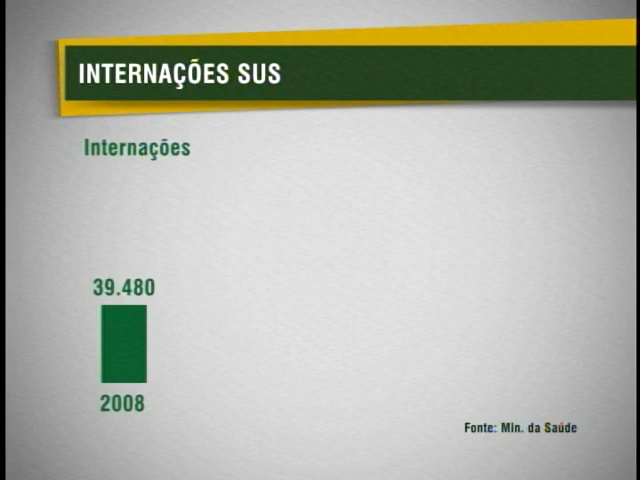 INTERNAÇÕES SUS
Internações
39.480
2008
Fonte: Min. da Saúde